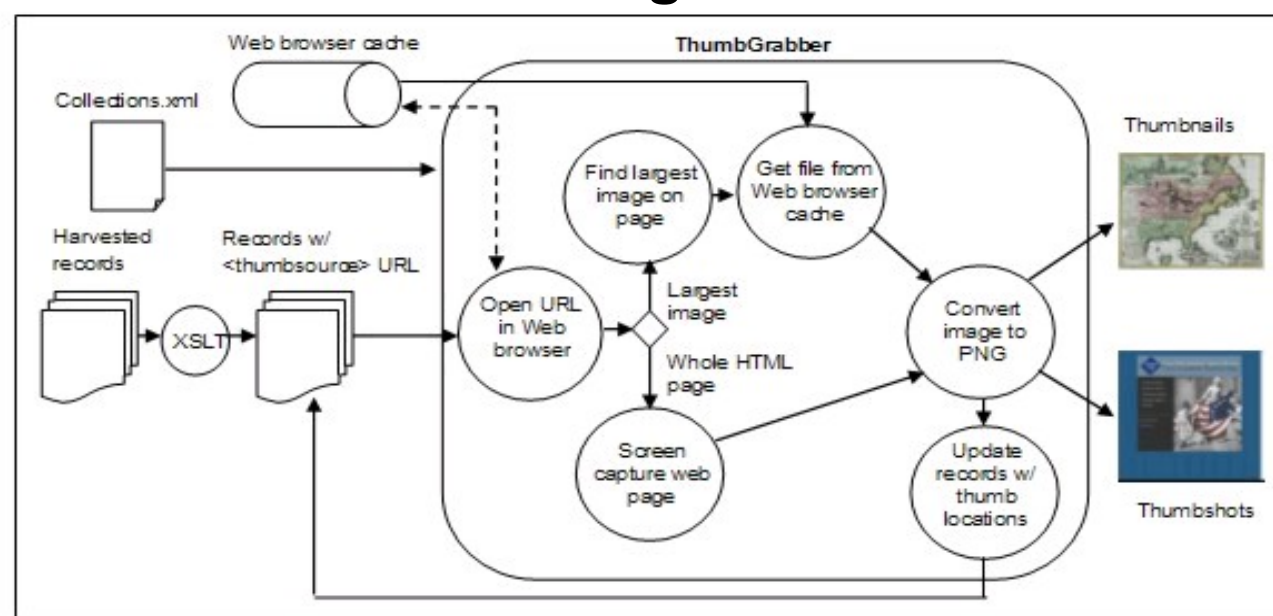 Web browser cache
ThumbGrabber
Collections.xml
Thumbnails
Find largest
image on
page
Get file from
Web browser
cache
Harvested
records
Records w/
<thumbsource> URL
Open URL
in Web
browser
Largest
image
Convert
image to
PNG
XSLT
Whole HTML
page
Screen
capture web
page
Update
records w/
thumb
locations
Thumbshots